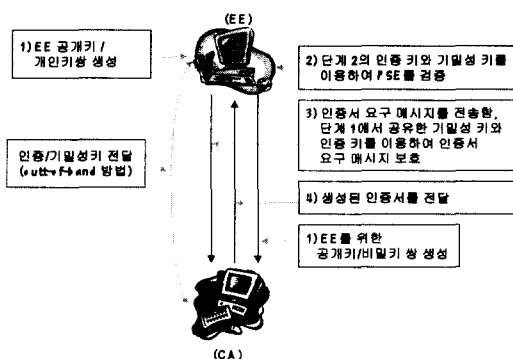 (EE)
1) EE 공개키 /
개인키쌍 생성
2) 단계 2의 인증 키와 기밀성 키를
이용하여 PSE를 검증
3) 인증서 요구 메시지를 전송함,
단계 1에서 공유한 기밀성 키와
인증 키를 이용하여 인증서
요구 메시지 보호
인증/기밀성키 전달
(outt-of-band 방법)
4) 생성된 인증서를 전달
1) EE를 위한
공개키/비밀키 쌍 생성
(CA)